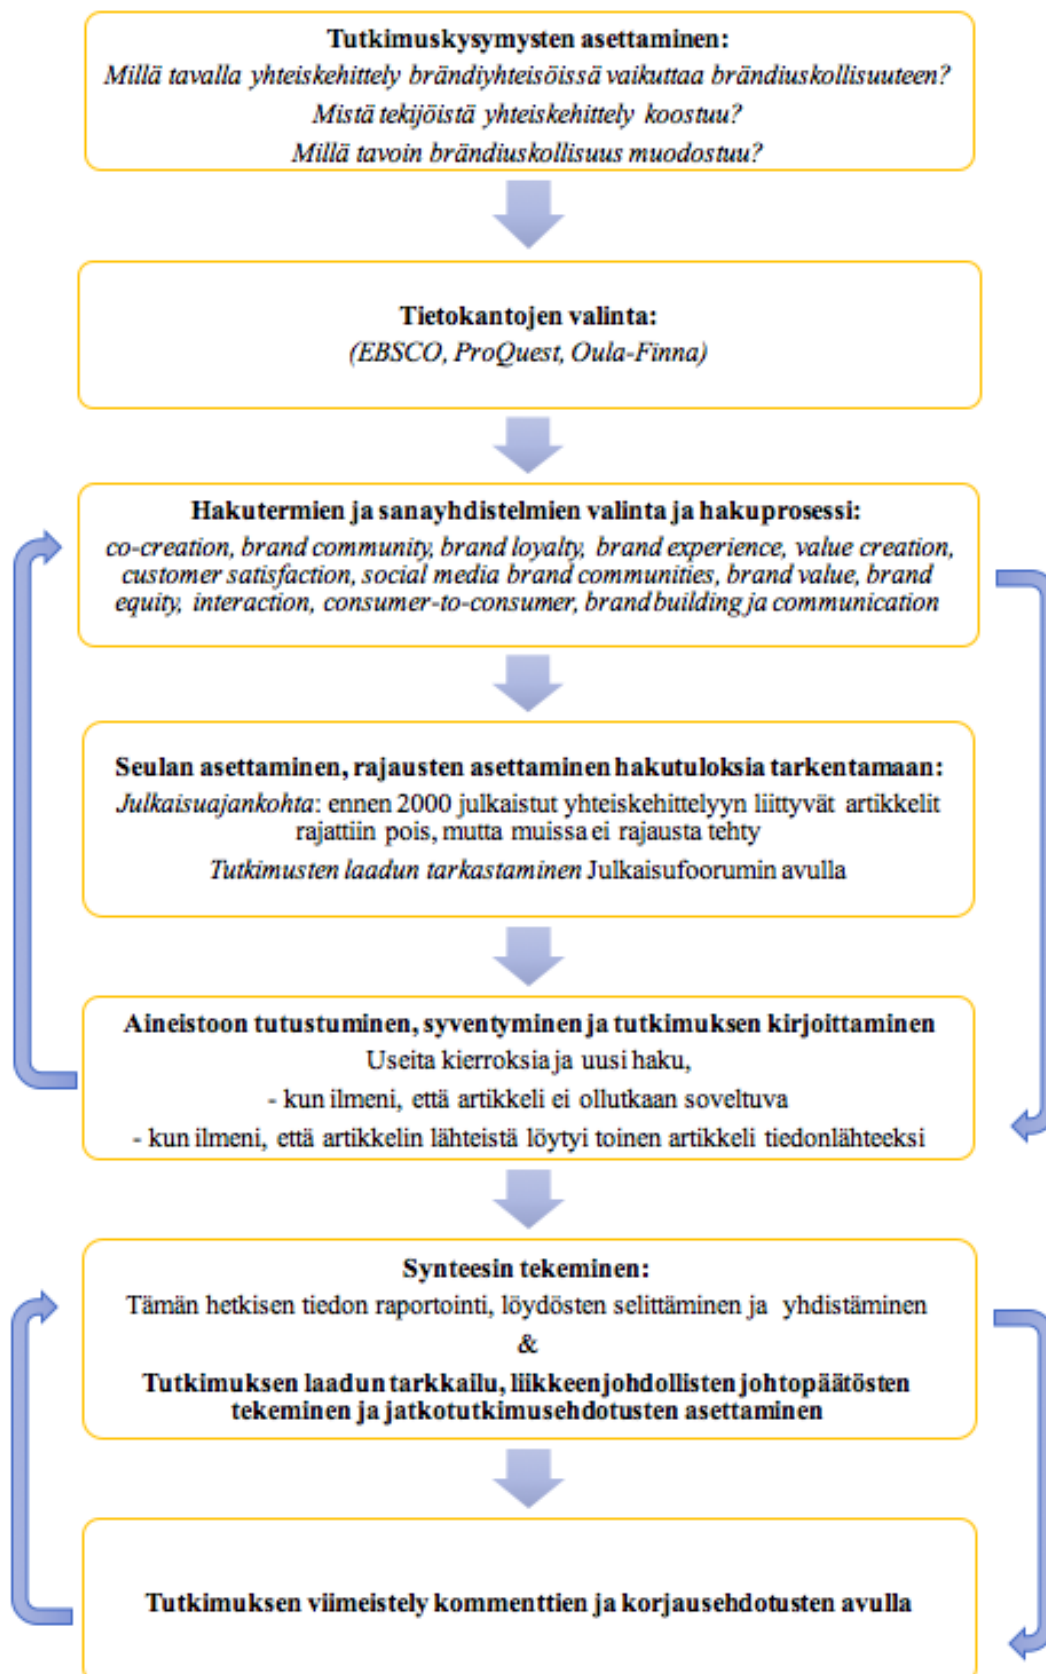 Tutkimuskysymysten asettaminen:
Millä tavalla yhteiskehittely brändiyhteisöissä vaikuttaa brändiuskollisuuteen?
Mistä tekijöistä yhteiskehittely koostuu?
Millä tavoin brändiuskollisuus muodostuu?
Tietokantojen valinta:
(EBSCO, ProQuest, Oula-Finna)
Hakutermien ja sanayhdistelmien valinta ja hakuprosessi:
co-creation, brand community, brand loyalty, brand experience, value creation,
customer satisfaction, social media brand communities, brand value, brand
equity, interaction, consumer-to-consumer, brand building ja communication
Seulan asettaminen, rajausten asettaminen hakutuloksia tarkentamaan:
Julkaisuajankohta: ennen 2000 julkaistut yhteiskehittelyyn liittyvät artikkelit
rajattiin pois, mutta muissa ei rajausta tehty
Tutkimusten laadun tarkastaminen Julkaisufoorumin avulla
Aineistoon tutustuminen, syventyminen ja tutkimuksen kirjoittaminen
Useita kierroksia ja uusi haku,
- kun ilmeni, että artikkeli ei ollutkaan soveltuva
- kun ilmeni, että artikkelin lähteistä löytyi toinen artikkeli tiedonlähteeksi
Synteesin tekeminen:
Tämän hetkisen tiedon raportointi, löydösten selittäminen ja yhdistäminen
&
Tutkimuksen laadun tarkkailu, liikkeenjohdollisten johtopäätösten
tekeminen ja jatkotutkimusehdotusten asettaminen
Tutkimuksen viimeistely kommenttien ja korjausehdotusten avulla